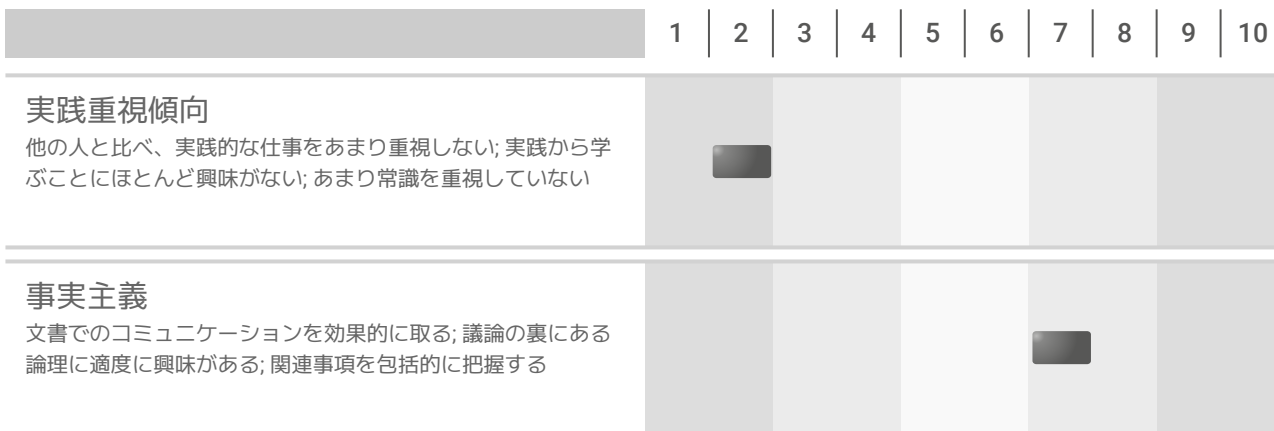 1 2 3 4 5 6 7 8 9 10
実践重視傾向
他の人と比べ、実践的な仕事をあまり重視しない; 実践から学
ぶことにほとんど興味がない; あまり常識を重視していない
事実主義
文書でのコミュニケーションを効果的に取る; 議論の裏にある
論理に適度に興味がある; 関連事項を包括的に把握する